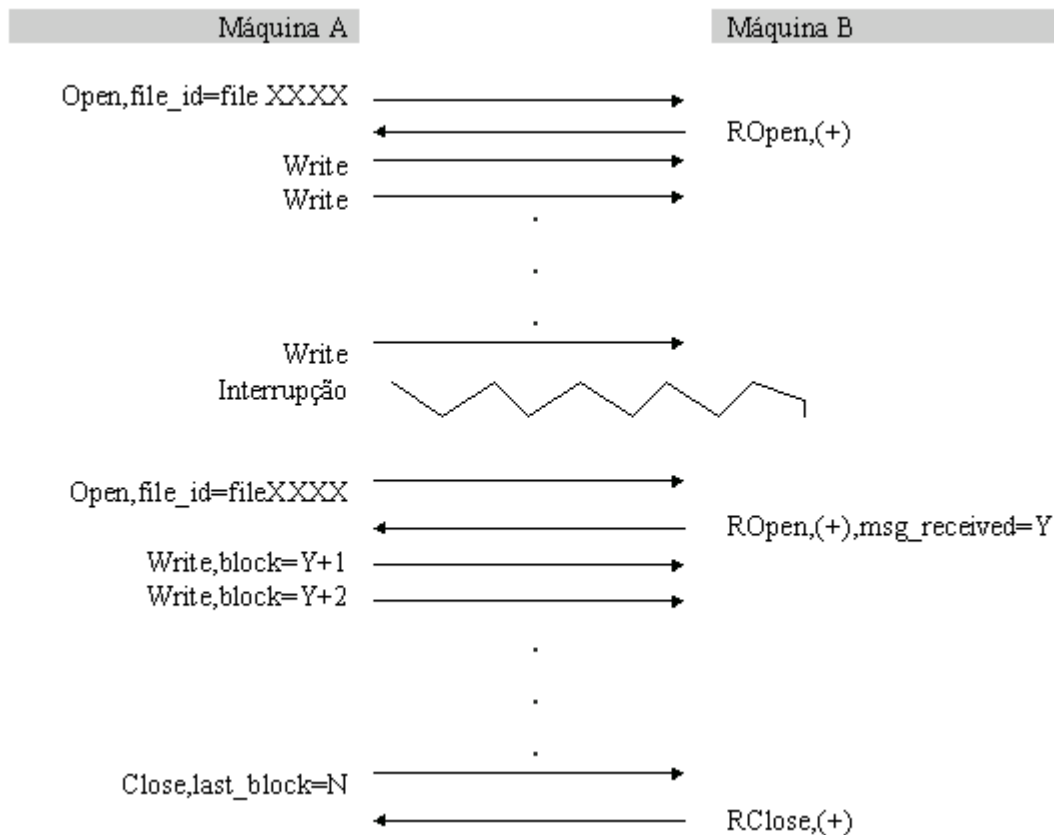 Máquina A Máquina B
Open,file_id=file XXXX
ROpen,(+)
Write
Write
Write
Interrupção
Open,file_id=fileXXXX
ROpen,(+),msg_received=Y
Write,block=Y+1
Write,block=Y+2
Close,last_block=N
RClose,(+)